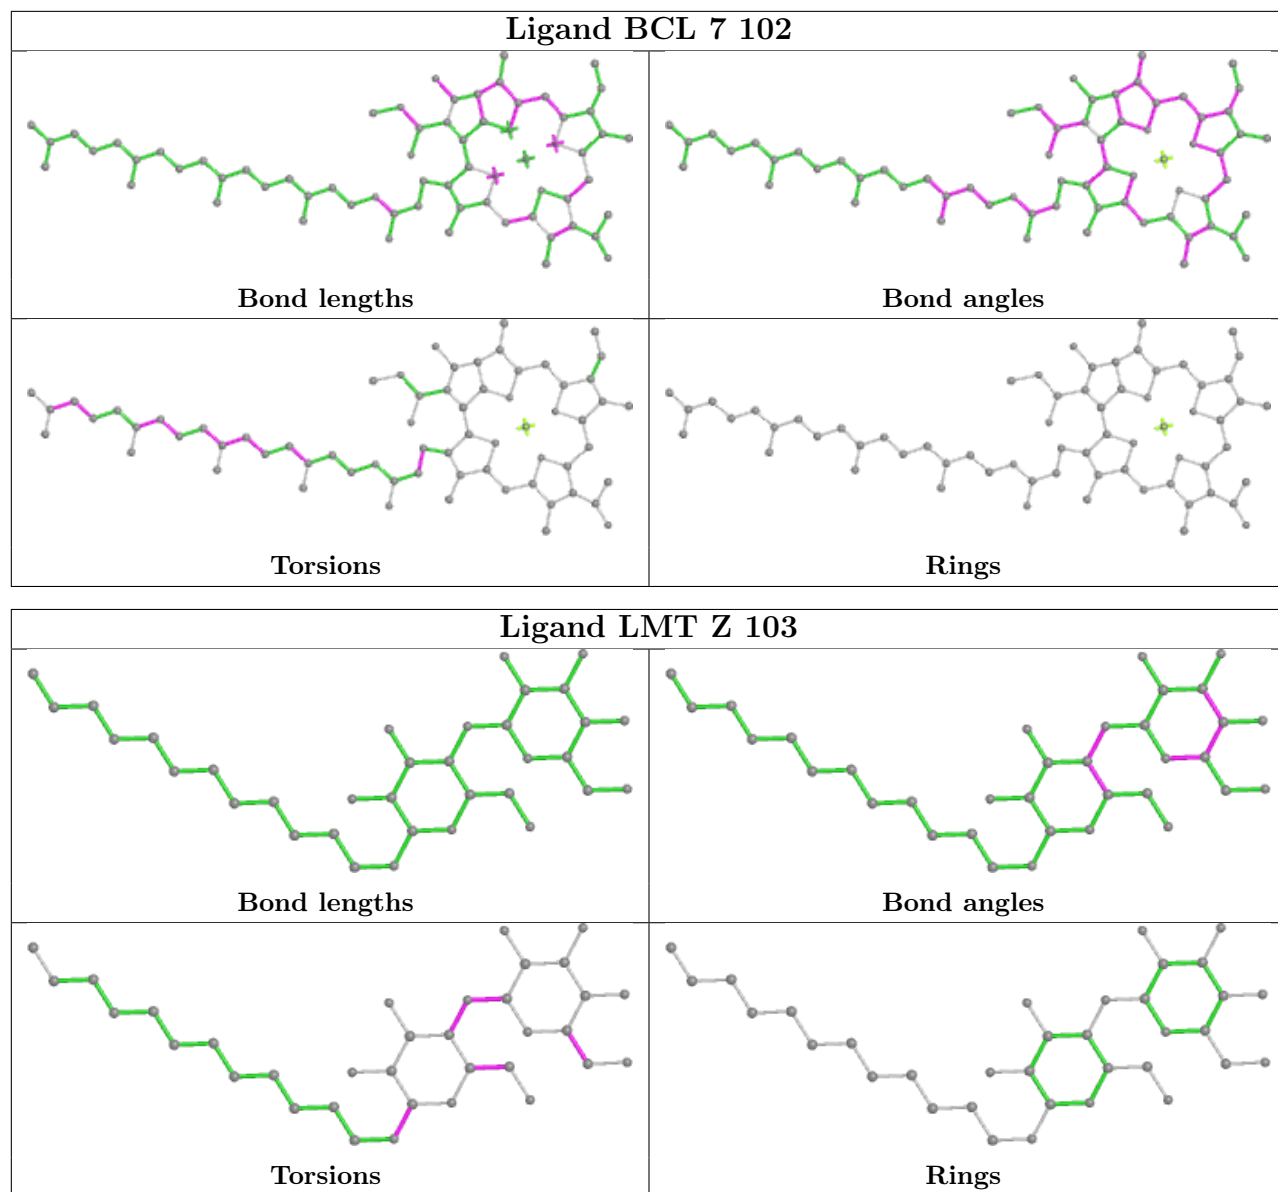 Ligand BCL 7 102
Bond lengths
Bond angles
Torsions
Rings
Ligand LMT Z 103
Bond lengths
Bond angles
Torsions
Rings